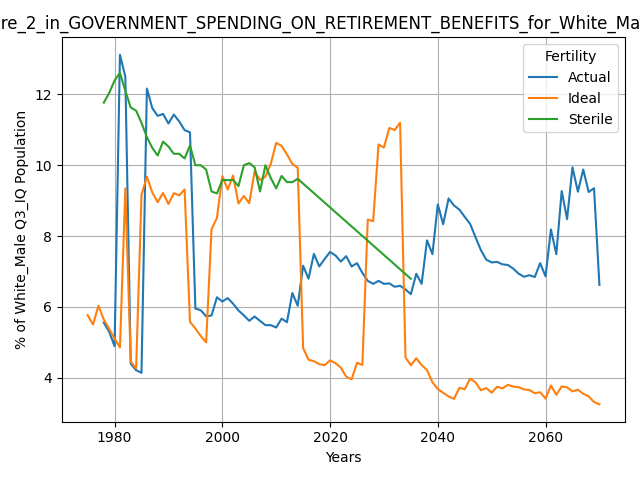 re_2_in_GOVERNMENT_SPENDING_ON_RETIREMENT_BENEFITS_for_White_Ma
% of White_Male Q3_IQ Population
12
10
8
6
4
Fertility
Actual
Ideal
Sterile
1980 2000 2020 2040 2060
Years